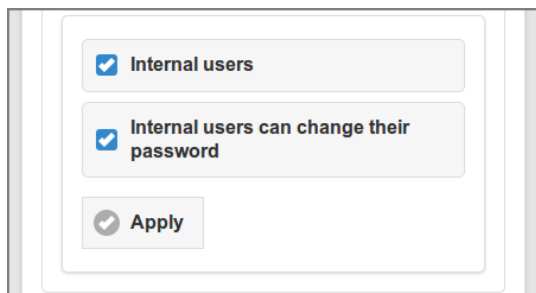 Internal users
Internal users can change their
password
Apply